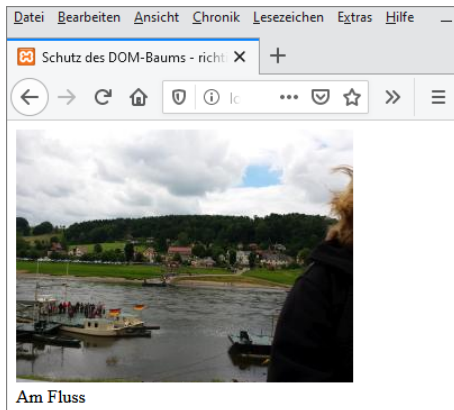 Datei Bearbeiten Ansicht Chronik Lesezeichen Extras Hilfe
Schutz des DOM-Baums - richt
Am Fluss